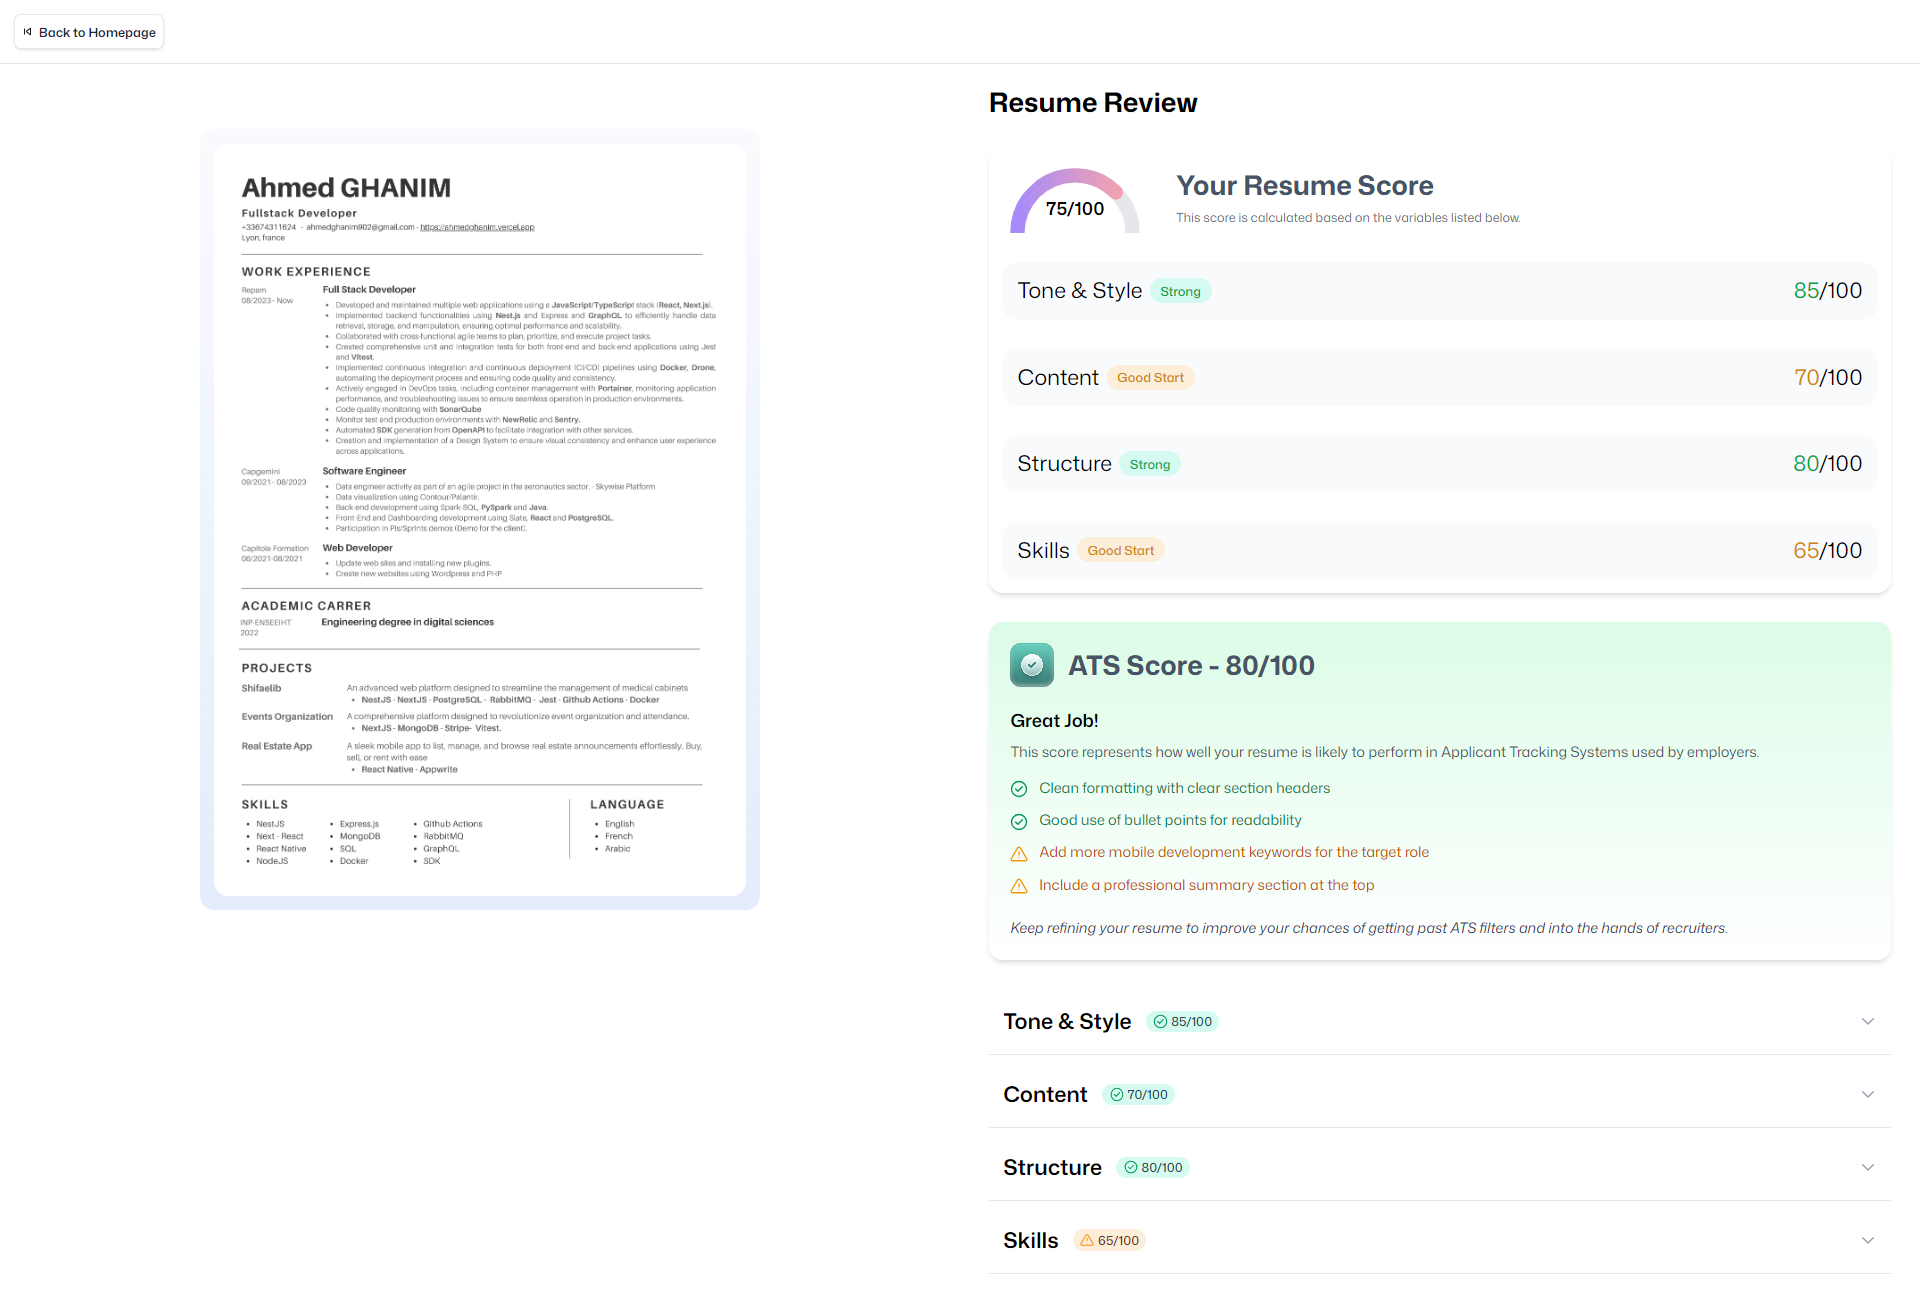 Back to Homepage
Ahmed GHANIM
Fullstack Developer
+33674311624 - ahmedghanim902@gmail.com - https://ahmedghanim.vercel.app
Lyon, france
WORK EXPERIENCE
Repam
08/2023- Now
Full Stack Developer
• Developed and maintained multiple web applications using a JavaScript/TypeScript stack (React, Next.js).
• Implemented backend functionalities using Nest.js and Express and GraphQL to efficiently handle data
retrieval, storage, and manipulation, ensuring optimal performance and scalability.
• Collaborated with cross-functional agile teams to plan, prioritize, and execute project tasks.
• Created comprehensive unit and integration tests for both front-end and back-end applications using Jest
and Vitest.
• Implemented continuous integration and continuous deployment (CI/CD) pipelines using Docker, Drone,
automating the deployment process and ensuring code quality and consistency.
• Actively engaged in DevOps tasks, including container management with Portainer, monitoring application
performance, and troubleshooting issues to ensure seamless operation in production environments.
• Code quality monitoring with SonarQube
• Monitor test and production environments with NewRelic and Sentry.
• Automated SDK generation from OpenAPI to facilitate integration with other services.
• Creation and implementation of a Design System to ensure visual consistency and enhance user experience
across applications.
Capgemini
09/2021- 08/2023
Software Engineer
• Data engineer activity as part of an agile project in the aeronautics sector. - Skywise Platform
• Data visualization using Contour/Palantir.
• Back-end development using Spark-SQL, PySpark and Java.
• Front-End and Dashboarding development using Slate, React and PostgreSQL.
• Participation in PIs/Sprints demos (Demo for the client).
Capitole Formation
06/2021-08/2021
Web Developer
• Update web sites and installing new plugins.
• Create new websites using Wordpress and PHP
ACADEMIC CARRER
INP-ENSEEIHT
2022
Engineering degree in digital sciences
PROJECTS
Shifaelib
An advanced web platform designed to streamline the management of medical cabinets
• NestJS - NextJS - PostgreSQL - RabbitMQ - Jest - Github Actions - Docker
Events Organization
A comprehensive platform designed to revolutionize event organization and attendance.
• NextJS - MongoDB - Stripe- Vitest.
Real Estate App
A sleek mobile app to list, manage, and browse real estate announcements effortlessly. Buy,
sell, or rent with ease
• React Native - Appwrite
SKILLS
• NestJS
• Next - React
• React Native
• NodeJS
• Express.js
• MongoDB
• SQL
• Docker
• Github Actions
• RabbitMQ
• GraphQL
• SDK
LANGUAGE
• English
• French
• Arabic
Resume Review
75/100
Your Resume Score
This score is calculated based on the variables listed below.
Tone & Style Strong 85/100
Content Good Start 70/100
Structure Strong 80/100
Skills Good Start 65/100
ATS Score - 80/100
Great Job!
This score represents how well your resume is likely to perform in Applicant Tracking Systems used by employers.
Clean formatting with clear section headers
Good use of bullet points for readability
Add more mobile development keywords for the target role
Include a professional summary section at the top
Keep refining your resume to improve your chances of getting past ATS filters and into the hands of recruiters.
Tone & Style 85/100
Content 70/100
Structure 80/100
Skills 65/100